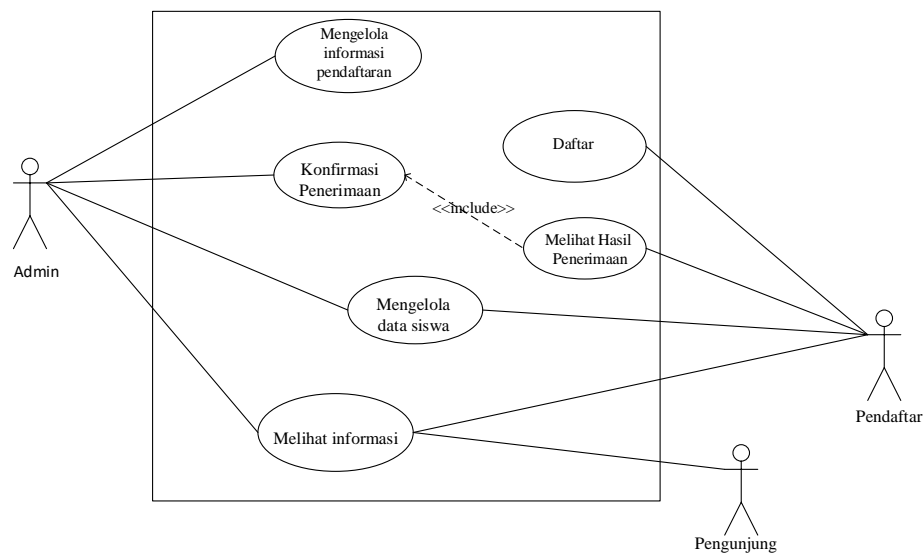 Mengelola
informasi
pendaftaran
Daftar
Konfirmasi
Penerimaan
<<include>>
Melihat Hasil
Penerimaan
Admin
Mengelola
data siswa
Melihat informasi
Pendaftar
Pengunjung